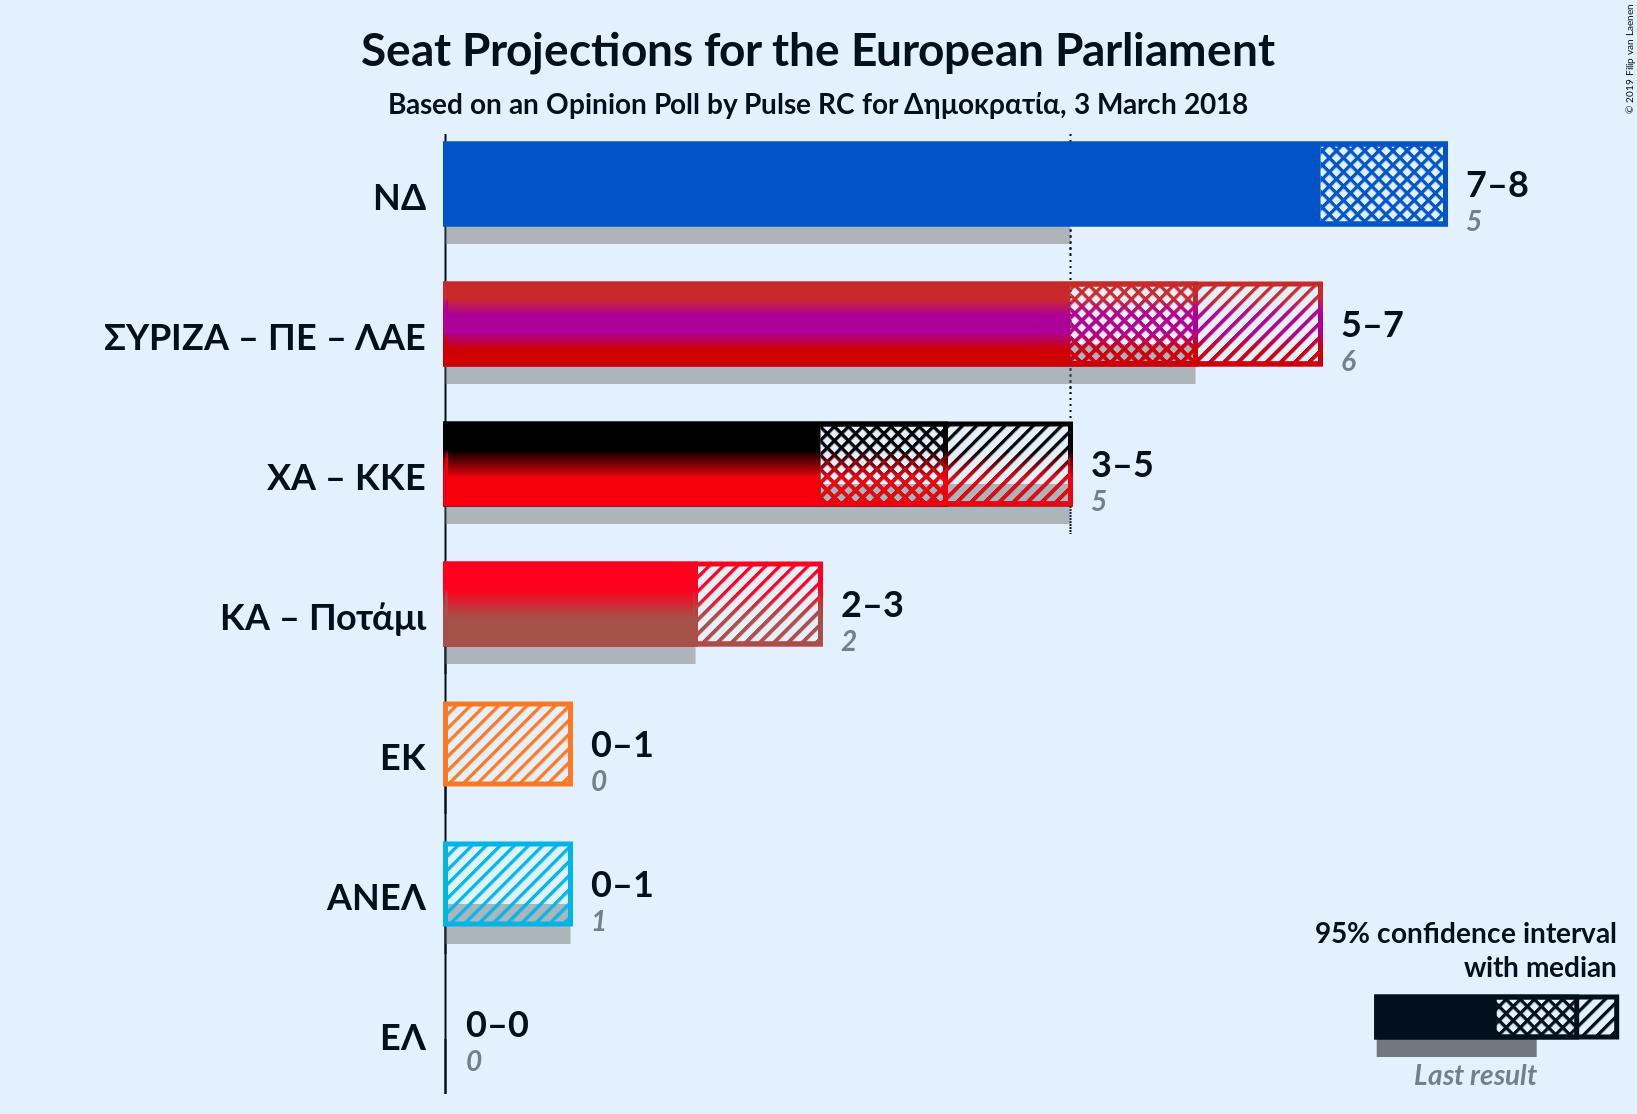 Seat Projections for the European Parliament
Based on an Opinion Poll by Pulse RC for Δημοκρατία, 3 March 2018
© 2019 Filip van Laenen
ΝΔ
7–8
5
ΣΥΡΙΖΑ – ΠΕ – ΛΑΕ
5–7
6
ΧΑ – ΚΚΕ
3–5
5
ΚΑ – Ποτάμι
2–3
2
ΕΚ
0–1
0
ΑΝΕΛ
0–1
1
ΕΛ
0–0
0
95% confidence interval
with median
Last result